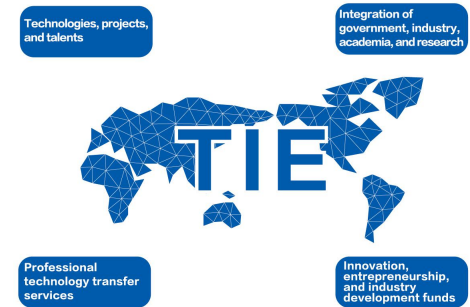 Technologies, projects,
and talents
Integration of
government, industry,
academia, and research
TIE
Professional
technology transfer
services
Innovation,
entrepreneurship,
and industry
development funds